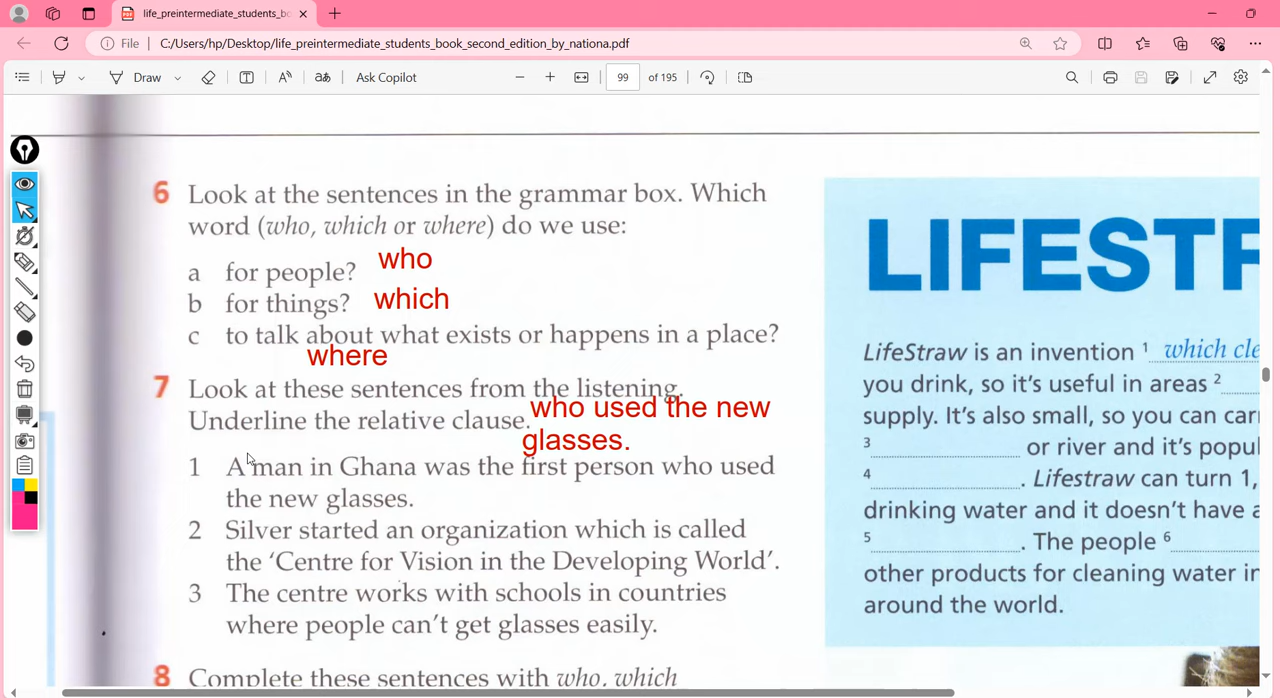 life_preintermediate_students_bo
File
C:/Users/hp/Desktop/life_preintermediate_students_book_second_edition_by_nationa.pdf
Draw
Ask Copilot
99
of 195
6 Look at the sentences in the grammar box. Which
word (who, which or where) do we use:
a for people? who
b for things? which
c to talk about what exists or happens in a place?
where
7 Look at these sentences from the listening.
Underline the relative clause. who used the new
glasses.
1 A man in Ghana was the first person who used
the new glasses.
2 Silver started an organization which is called
the ‘Centre for Vision in the Developing World’.
3 The centre works with schools in countries
where people can’t get glasses easily.
8 Complete these sentences with who, which
LIFESTR
LifeStraw is an invention 1 which cle
you drink, so it’s useful in areas 2
supply. It’s also small, so you can car
3 or river and it’s popu
4 . Lifestraw can turn 1,
drinking water and it doesn’t have a
5 . The people 6
other products for cleaning water in
around the world.